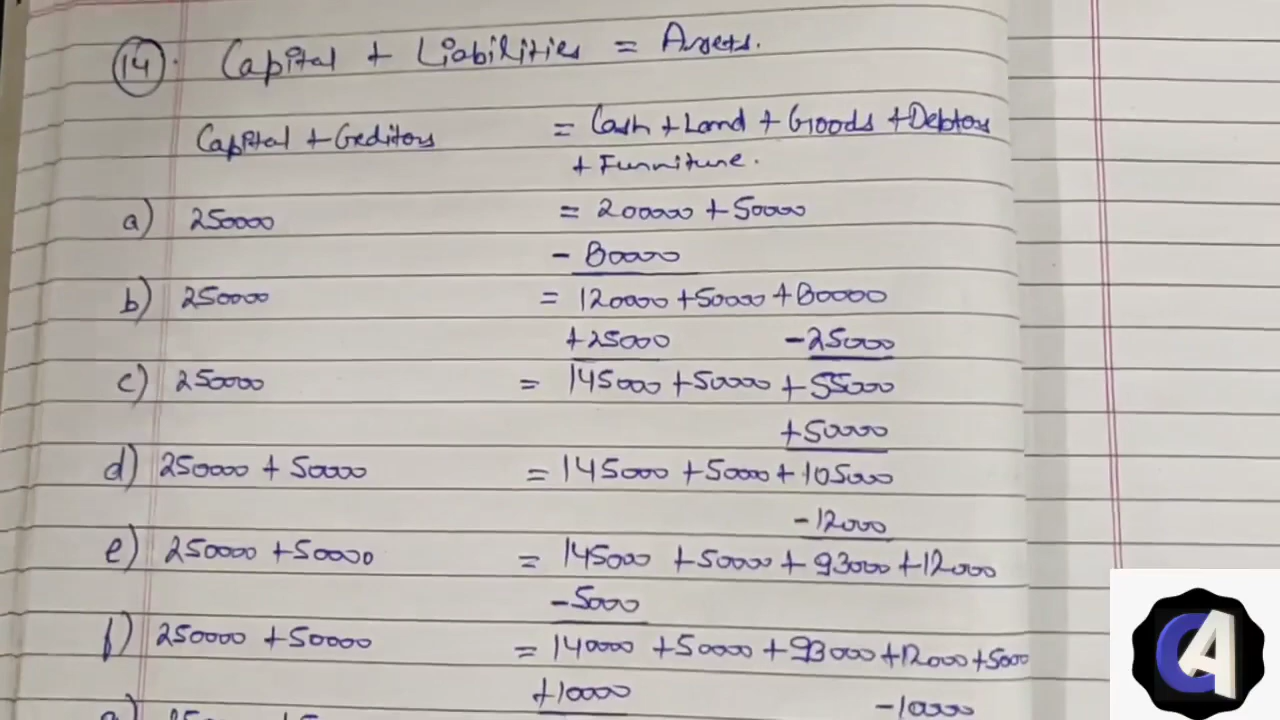 14. Capital + Liabilities = Assets.
Capital + Creditors = Cash + Land + Goods + Debtors
+ Furniture.
a) 250000 = 200000 + 50000
- 80000
b) 250000 = 120000 + 50000 + 80000
+25000 -25000
c) 250000 = 145000 + 50000 + 55000
+50000
d) 250000 + 50000 = 145000 + 50000 + 105000
-12000
e) 250000 + 50000 = 145000 + 50000 + 93000 + 12000
-5000
f) 250000 + 50000 = 140000 + 50000 + 93000 + 12000 + 5000
+10000 -10000
CA